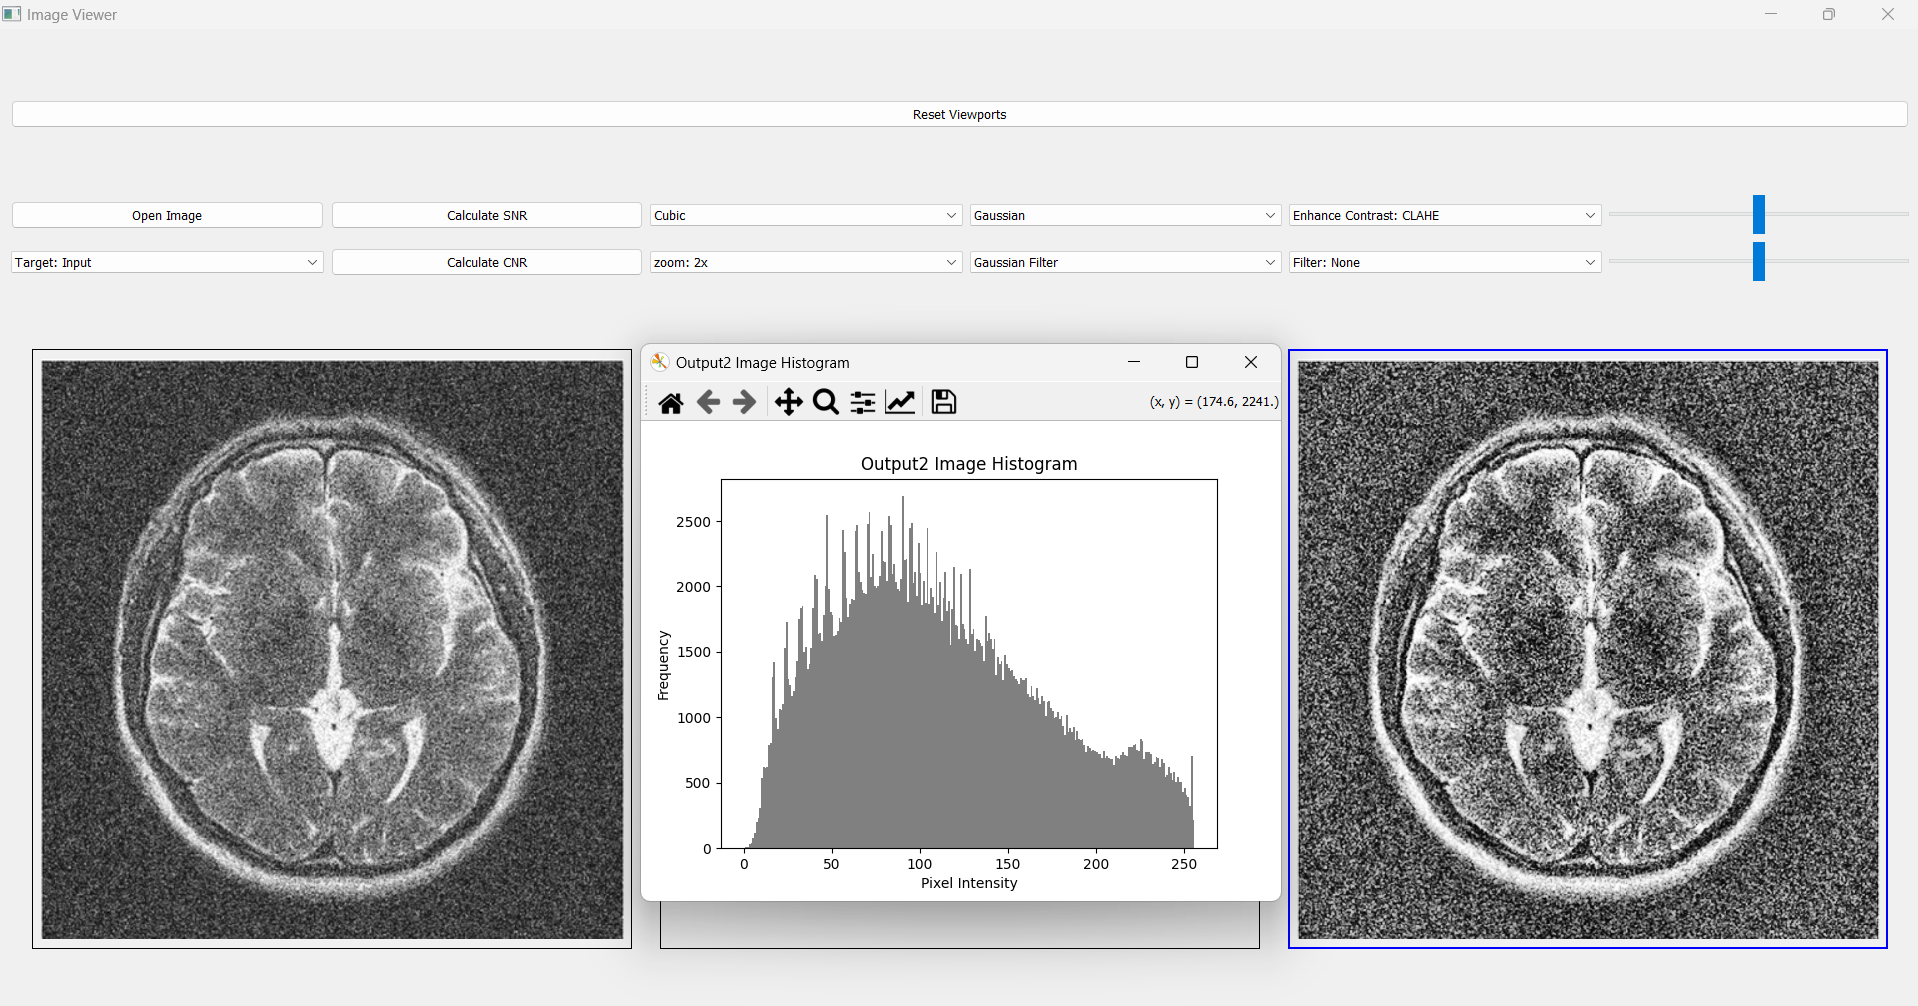 Image Viewer
Reset Viewports
Open Image
Calculate SNR
Cubic
Gaussian
Enhance Contrast: CLAHE
Target: Input
Calculate CNR
zoom: 2x
Gaussian Filter
Filter: None
Output2 Image Histogram
(x, y) = (174.6, 2241.)
Output2 Image Histogram
2500
2000
1500
1000
500
0
Frequency
0 50 100 150 200 250
Pixel Intensity